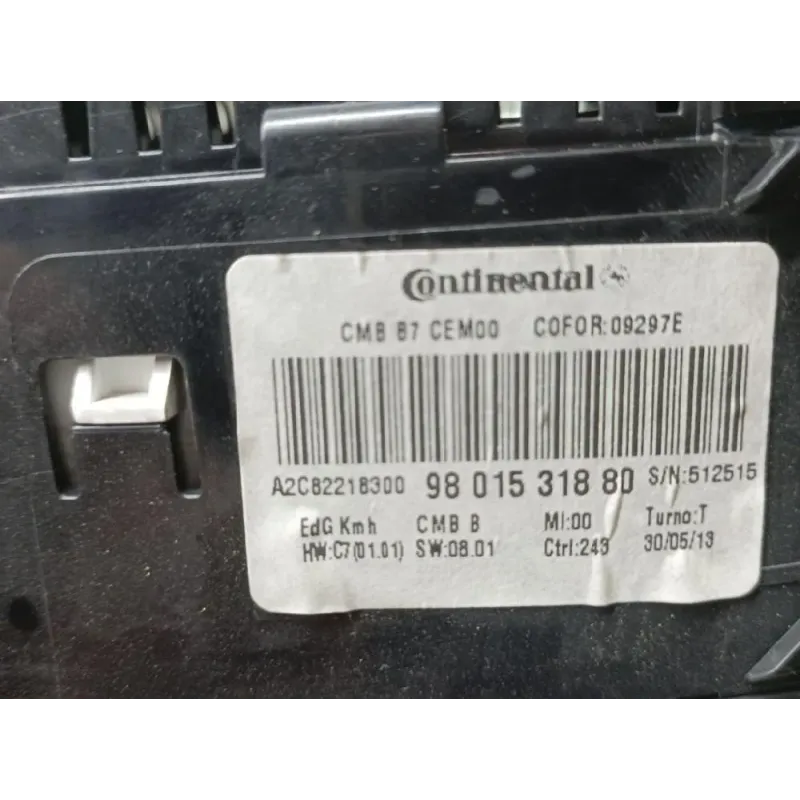 Continental
CMB B7 CEM00 COFOR:09297E
A2C82218300 98 015 318 80 S/N:512515
EdG Kmh CMB B MI:00 Turno:T
HW:C7(01.01) SW:08.01 Ctrl:243 30/05/13